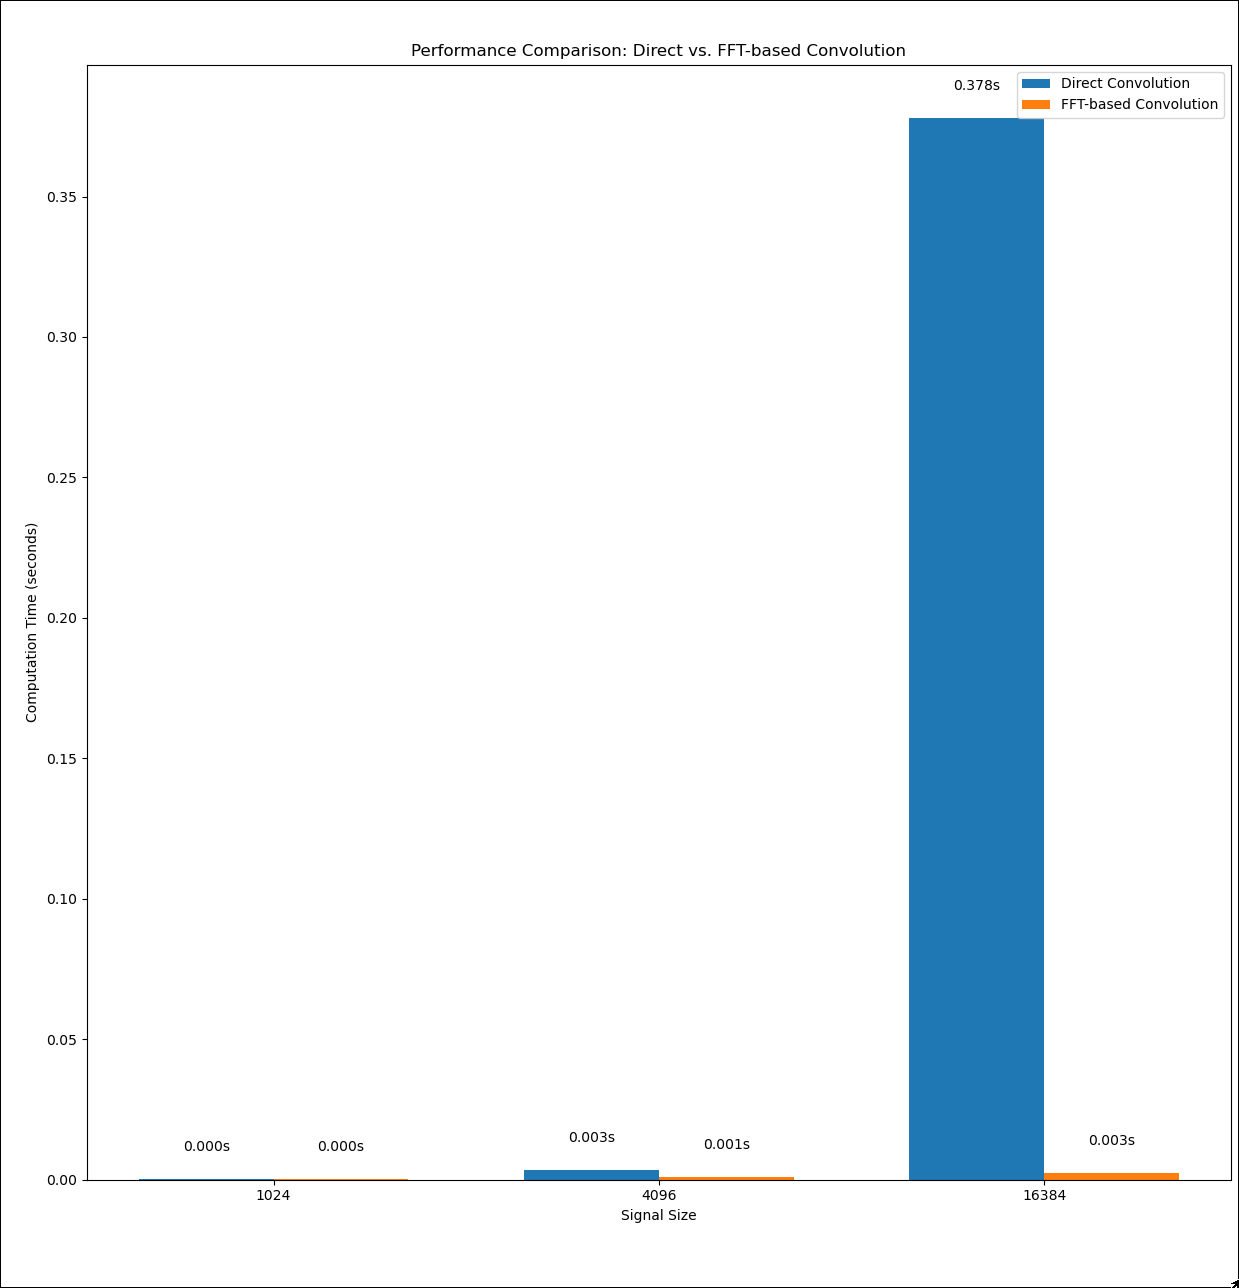 Performance Comparison: Direct vs. FFT-based Convolution
0.378s
Direct Convolution
FFT-based Convolution
0.35
0.30
0.25
0.20
0.15
0.10
0.05
0.00
Computation Time (seconds)
0.000s
0.000s
0.003s
0.001s
0.003s
1024
4096
16384
Signal Size